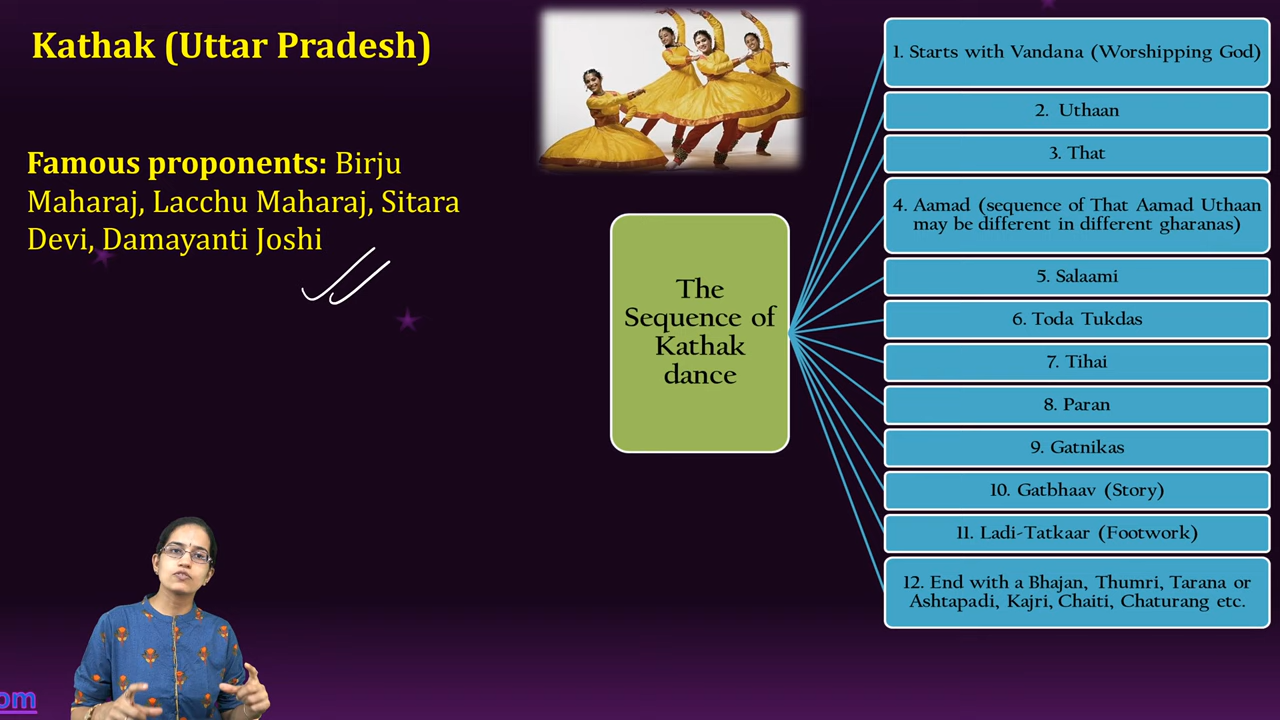 Kathak (Uttar Pradesh)
Famous proponents: Birju
Maharaj, Lacchu Maharaj, Sitara
Devi, Damayanti Joshi
The
Sequence of
Kathak
dance
1. Starts with Vandana (Worshipping God)
2. Uthaan
3. That
4. Aamad (sequence of That Aamad Uthaan
may be different in different gharanas)
5. Salaami
6. Toda Tukdas
7. Tihai
8. Paran
9. Gatnikas
10. Gatbhaav (Story)
11. Ladi-Tatkaar (Footwork)
12. End with a Bhajan, Thumri, Tarana or
Ashtapadi, Kajri, Chaiti, Chaturang etc.
om